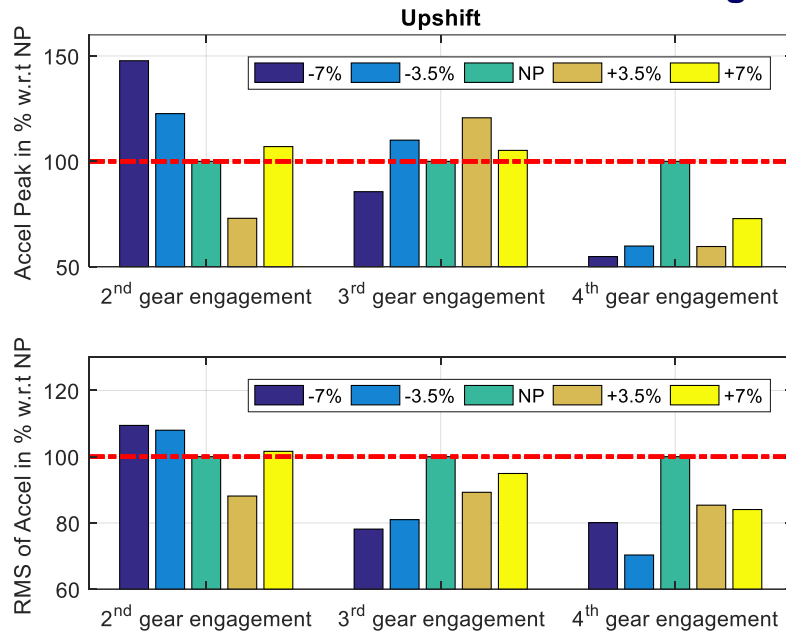 g
Upshift
Accel Peak in % w.r.t NP
150
100
50
-7% -3.5% NP +3.5% +7%
2nd gear engagement 3rd gear engagement 4th gear engagement
RMS of Accel in % w.r.t NP
120
100
80
60
-7% -3.5% NP +3.5% +7%
2nd gear engagement 3rd gear engagement 4th gear engagement